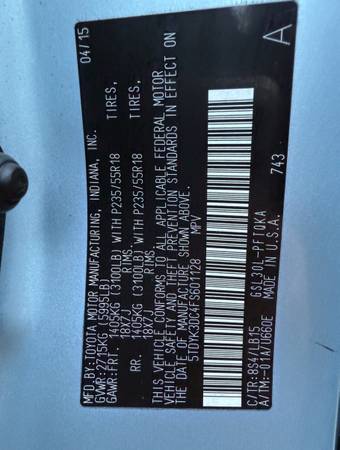 MFD.BY:TOYOTA MOTOR MANUFACTURING, INDIANA, INC. 04/15
GVWR:2715KG (5995LB)
GAWR:FRT. 1405KG (3100LB) WITH P235/55R18 TIRES,
18X7J RIMS
RR. 1405KG (3100LB) WITH P235/55R18 TIRES,
18X7J RIMS
THIS VEHICLE CONFORMS TO ALL APPLICABLE FEDERAL MOTOR
VEHICLE SAFETY AND THEFT PREVENTION STANDARDS IN EFFECT ON
THE DATE OF MANUFACTURE SHOWN ABOVE.
5TDYK3DC4FS601128 MPV
C/TR:8S4/LB15 GSL30L-PFTQKA
A/TM:-01A/U660E MADE IN U.S.A.
743 A